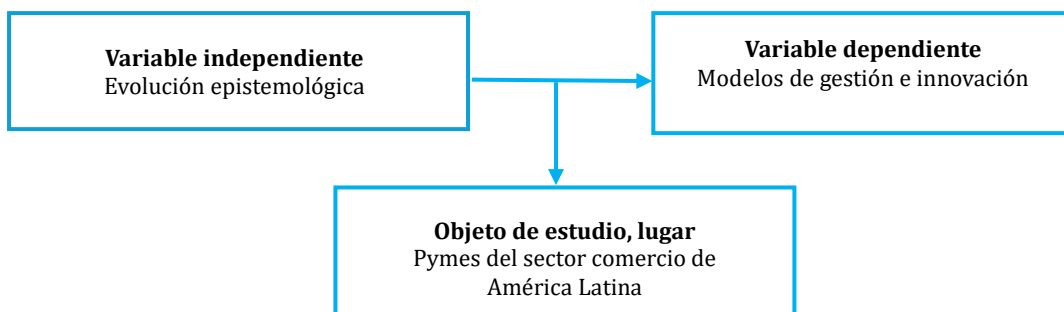 Variable independiente
Evolución epistemológica
Variable dependiente
Modelos de gestión e innovación
Objeto de estudio, lugar
Pymes del sector comercio de
América Latina